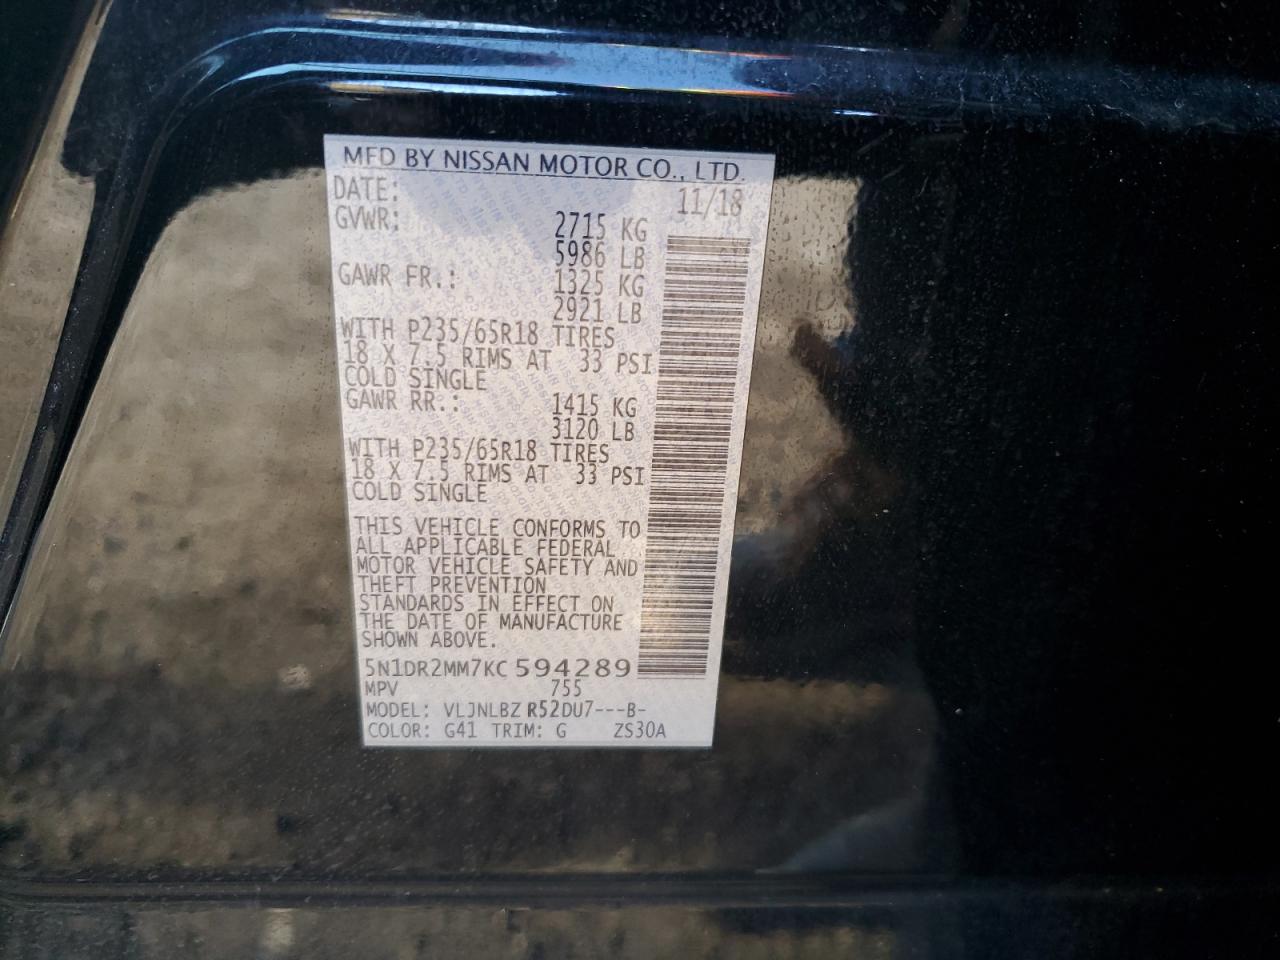 MFD BY NISSAN MOTOR CO., LTD.
DATE: 11/18
GVWR: 2715 KG
5986 LB
GAWR FR.: 1325 KG
2921 LB
WITH P235/65R18 TIRES
18 X 7.5 RIMS AT 33 PSI
COLD SINGLE
GAWR RR.: 1415 KG
3120 LB
WITH P235/65R18 TIRES
18 X 7.5 RIMS AT 33 PSI
COLD SINGLE
THIS VEHICLE CONFORMS TO
ALL APPLICABLE FEDERAL
MOTOR VEHICLE SAFETY AND
THEFT PREVENTION
STANDARDS IN EFFECT ON
THE DATE OF MANUFACTURE
SHOWN ABOVE.
5N1DR2MM7KC594289
MPV 755
MODEL: VLJNLBZ R52DU7---B-
COLOR: G41 TRIM: G ZS30A